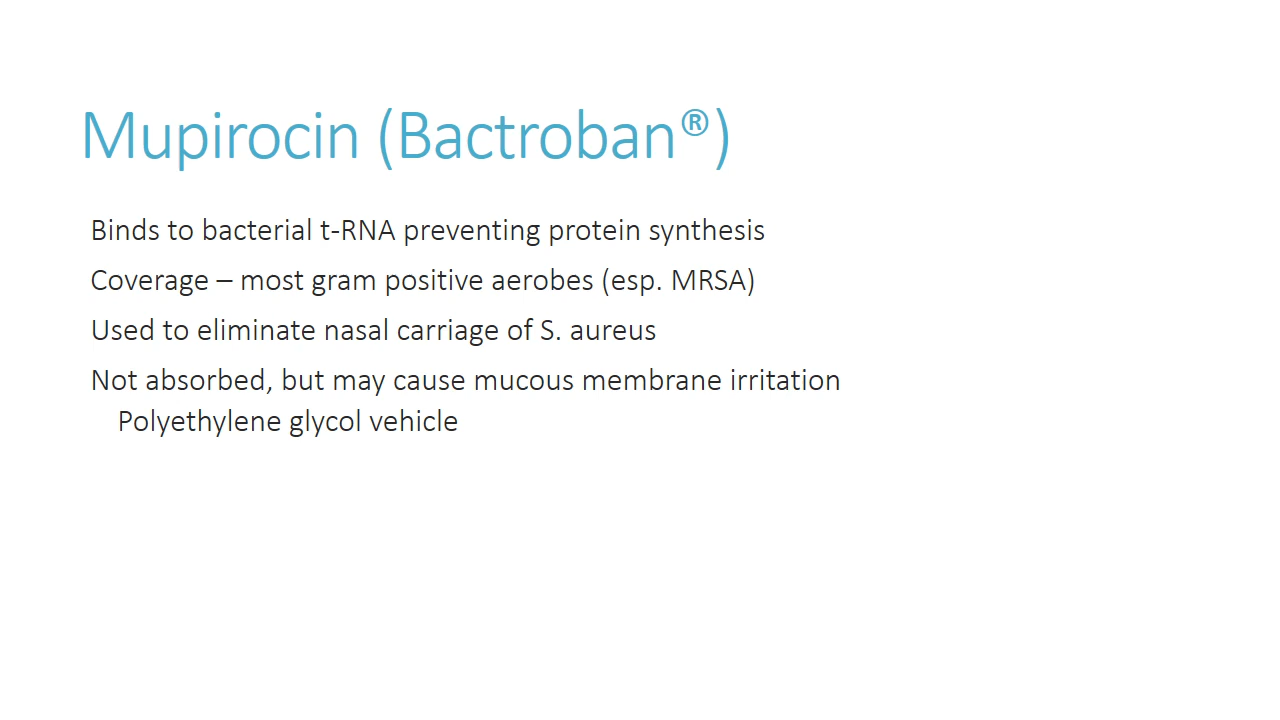 Mupirocin (Bactroban®)
Binds to bacterial t-RNA preventing protein synthesis
Coverage – most gram positive aerobes (esp. MRSA)
Used to eliminate nasal carriage of S. aureus
Not absorbed, but may cause mucous membrane irritation
Polyethylene glycol vehicle